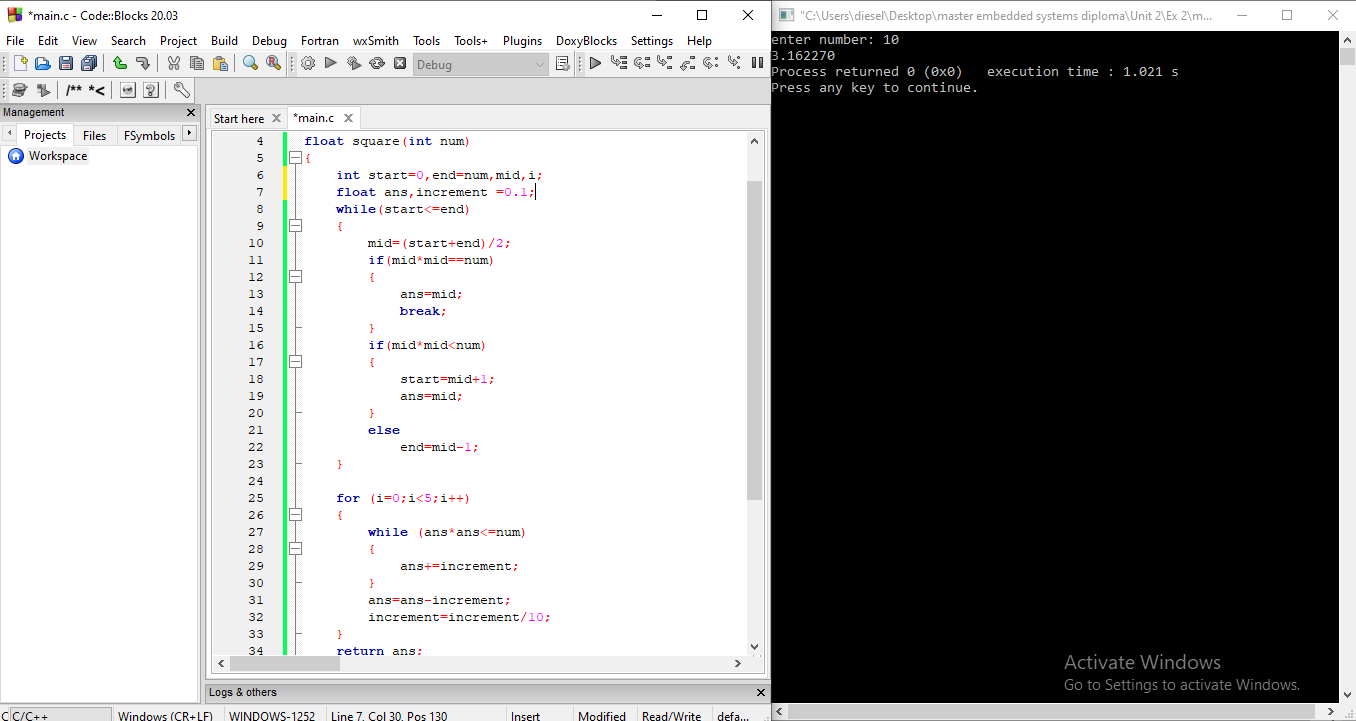 *main.c - Code::Blocks 20.03
File Edit View Search Project Build Debug Fortran wxSmith Tools Tools+ Plugins DoxyBlocks Settings Help
Debug
/** *<
Management
Projects Files FSymbols
Workspace
Start here *main.c
4 float square(int num)
5 {
6 int start=0,end=num,mid,i;
7 float ans,increment =0.1;
8 while(start<=end)
9 {
10 mid=(start+end)/2;
11 if(mid*mid==num)
12 {
13 ans=mid;
14 break;
15 }
16 if(mid*mid<num)
17 {
18 start=mid+1;
19 ans=mid;
20 }
21 else
22 end=mid-1;
23 }
24
25 for (i=0;i<5;i++)
26 {
27 while (ans*ans<=num)
28 {
29 ans+=increment;
30 }
31 ans=ans-increment;
32 increment=increment/10;
33 }
34 return ans;
Logs & others
C C/C++ Windows (CR+LF) WINDOWS-1252 Line 7, Col 30, Pos 130 Insert Modified Read/Write defa...
"C:\Users\diesel\Desktop\master embedded systems diploma\Unit 2\Ex 2\m...
enter number: 10
3.162270
Process returned 0 (0x0) execution time : 1.021 s
Press any key to continue.
Activate Windows
Go to Settings to activate Windows.